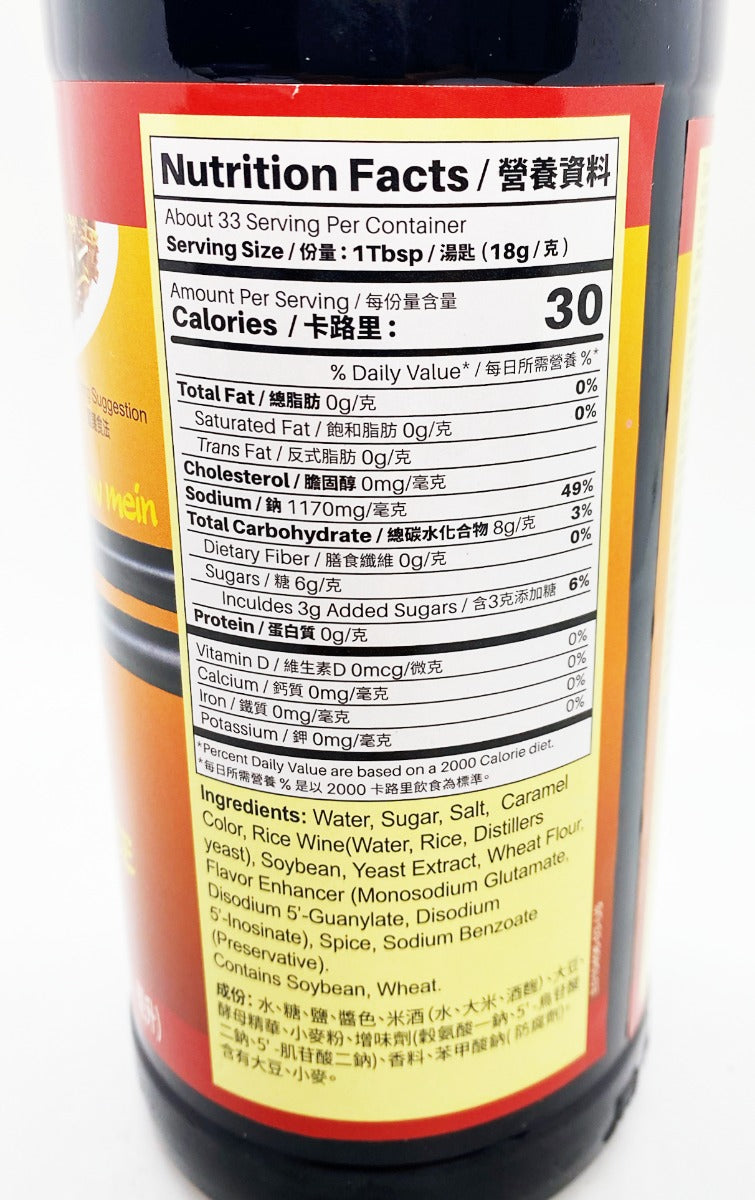 Nutrition Facts / 營養資料
About 33 Serving Per Container
Serving Size / 份量：1Tbsp / 湯匙（18g / 克）
Amount Per Serving / 每份量含量
Calories / 卡路里： 30
% Daily Value* / 每日所需營養 %*
Total Fat / 總脂肪 0g/克 0%
Saturated Fat / 飽和脂肪 0g/克 0%
Trans Fat / 反式脂肪 0g/克
Cholesterol / 膽固醇 0mg/毫克
Sodium / 鈉 1170mg/毫克 49%
Total Carbohydrate / 總碳水化合物 8g/克 3%
Dietary Fiber / 膳食纖維 0g/克 0%
Sugars / 糖 6g/克
Inculdes 3g Added Sugars / 含3克添加糖 6%
Protein / 蛋白質 0g/克
Vitamin D / 維生素D 0mcg/微克 0%
Calcium / 鈣質 0mg/毫克 0%
Iron / 鐵質 0mg/毫克 0%
Potassium / 鉀 0mg/毫克 0%
*Percent Daily Value are based on a 2000 Calorie diet.
*每日所需營養 % 是以 2000 卡路里飲食為標準。
Ingredients: Water, Sugar, Salt, Caramel
Color, Rice Wine(Water, Rice, Distillers
yeast), Soybean, Yeast Extract, Wheat Flour,
Flavor Enhancer (Monosodium Glutamate,
Disodium 5'-Guanylate, Disodium
5'-Inosinate), Spice, Sodium Benzoate
(Preservative).
Contains Soybean, Wheat.
成份：水、糖、鹽、醬色、米酒（水、大米、酒麴）、大豆、
酵母精華、小麥粉、增味劑（穀氨酸一鈉、5'-鳥苷酸
二鈉、5'-肌苷酸二鈉）、香料、苯甲酸鈉（防腐劑）。
含有大豆、小麥。
Suggestion
mein